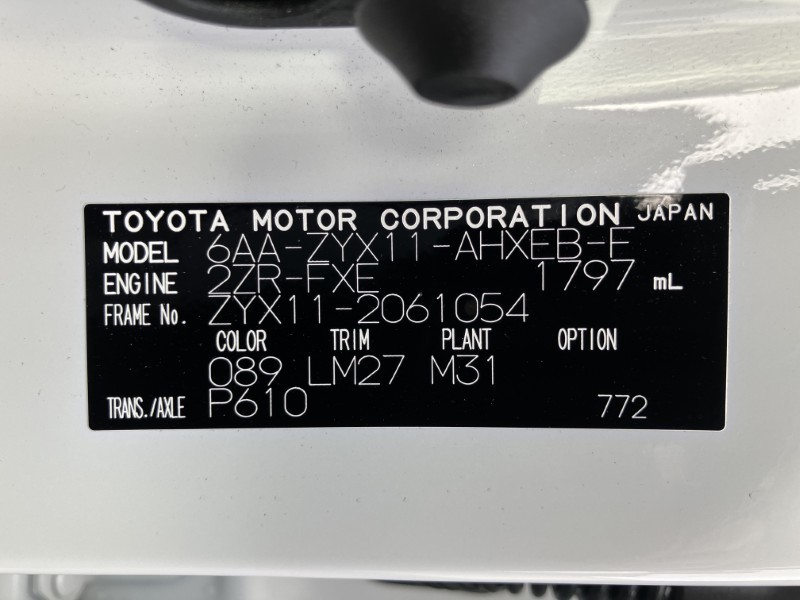 TOYOTA MOTOR CORPORATION JAPAN
MODEL 6AA-ZYX11-AHXEB-E
ENGINE 2ZR-FXE 1797 mL
FRAME No. ZYX11-2061054
COLOR TRIM PLANT OPTION
089 LM27 M31
TRANS./AXLE P610 772